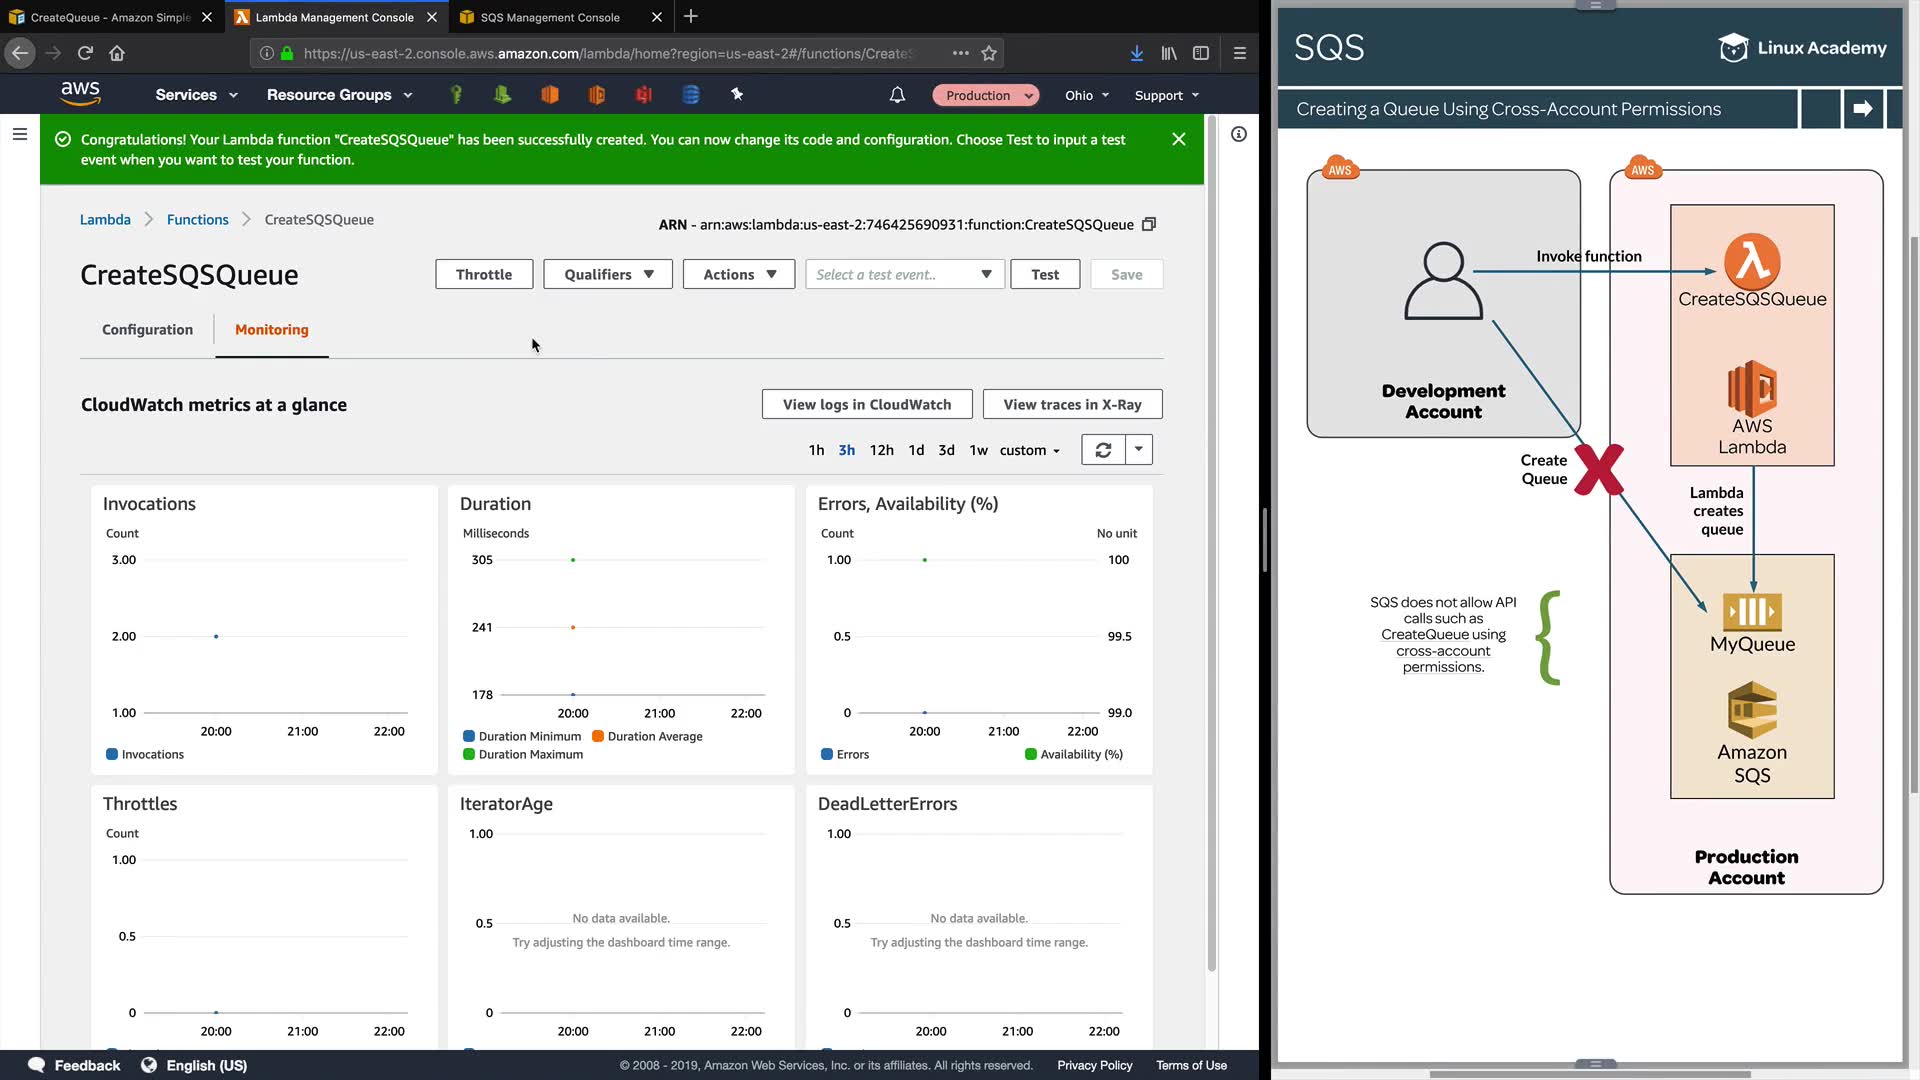 CreateQueue - Amazon Simple
Lambda Management Console
SQS Management Console
https://us-east-2.console.aws.amazon.com/lambda/home?region=us-east-2#/functions/CreateS
aws
Services
Resource Groups
Production
Ohio
Support
Congratulations! Your Lambda function "CreateSQSQueue" has been successfully created. You can now change its code and configuration. Choose Test to input a test
event when you want to test your function.
Lambda
Functions
CreateSQSQueue
ARN - arn:aws:lambda:us-east-2:746425690931:function:CreateSQSQueue
CreateSQSQueue
Throttle
Qualifiers
Actions
Select a test event..
Test
Save
Configuration
Monitoring
CloudWatch metrics at a glance
View logs in CloudWatch
View traces in X-Ray
1h
3h
12h
1d
3d
1w
custom
Invocations
Count
3.00
2.00
1.00
20:00
21:00
22:00
Invocations
Duration
Milliseconds
305
241
178
20:00
21:00
22:00
Duration Minimum
Duration Average
Duration Maximum
Errors, Availability (%)
Count
No unit
1.00
100
0.5
99.5
0
99.0
20:00
21:00
22:00
Errors
Availability (%)
Throttles
Count
1.00
0.5
0
20:00
21:00
22:00
IteratorAge
1.00
0.5
0
No data available.
Try adjusting the dashboard time range.
20:00
21:00
22:00
DeadLetterErrors
1.00
0.5
0
No data available.
Try adjusting the dashboard time range.
20:00
21:00
22:00
Feedback
English (US)
© 2008 - 2019, Amazon Web Services, Inc. or its affiliates. All rights reserved.
Privacy Policy
Terms of Use
SQS
Linux Academy
Creating a Queue Using Cross-Account Permissions
AWS
AWS
Invoke function
CreateSQSQueue
Development
Account
AWS
Lambda
Create
Queue
Lambda
creates
queue
SQS does not allow API
calls such as
CreateQueue using
cross-account
permissions.
MyQueue
Amazon
SQS
Production
Account